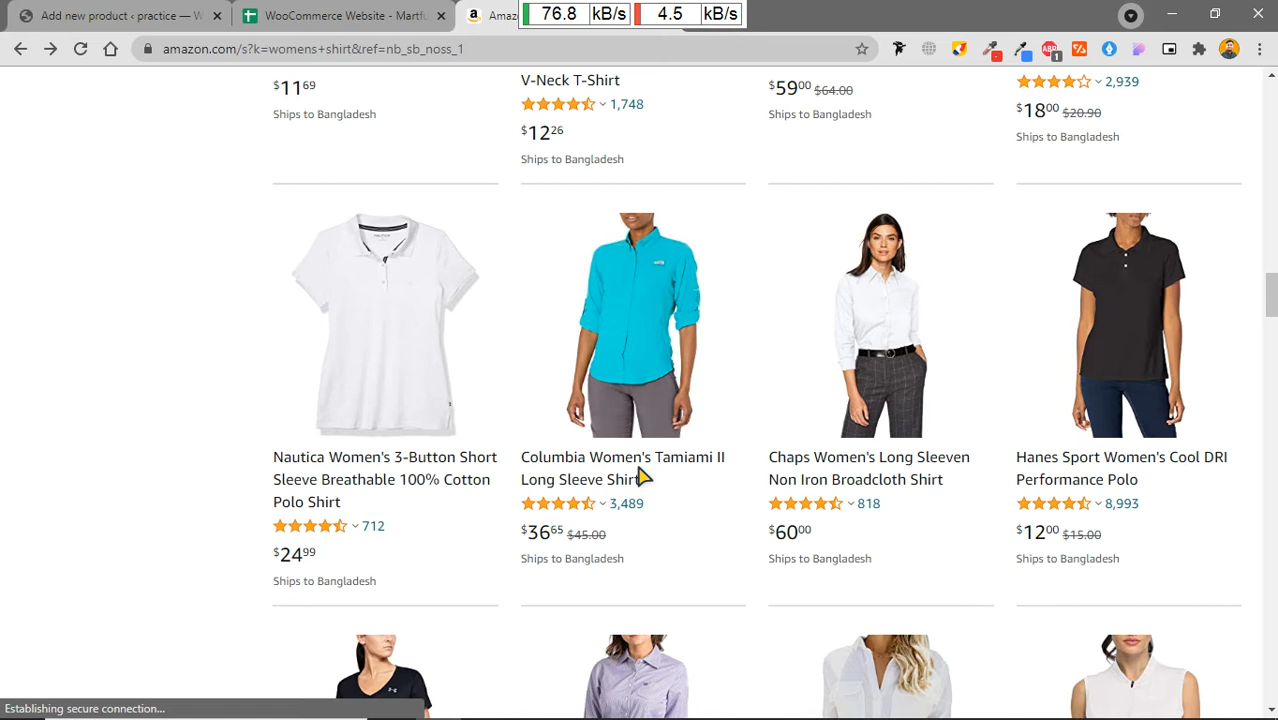 Add new product ‹ practice — W
WooCommerce Website - Martfu
Amaz
76.8 kB/s
4.5 kB/s
amazon.com/s?k=womens+shirt&ref=nb_sb_noss_1
ABP
1
$11 69
Ships to Bangladesh
V-Neck T-Shirt
1,748
$12 26
Ships to Bangladesh
$59 00 $64.00
Ships to Bangladesh
2,939
$18 00 $20.90
Ships to Bangladesh
Nautica Women's 3-Button Short
Sleeve Breathable 100% Cotton
Polo Shirt
712
$24 99
Ships to Bangladesh
Columbia Women's Tamiami II
Long Sleeve Shirt
3,489
$36 65 $45.00
Ships to Bangladesh
Chaps Women's Long Sleeven
Non Iron Broadcloth Shirt
818
$60 00
Ships to Bangladesh
Hanes Sport Women's Cool DRI
Performance Polo
8,993
$12 00 $15.00
Ships to Bangladesh
Establishing secure connection...